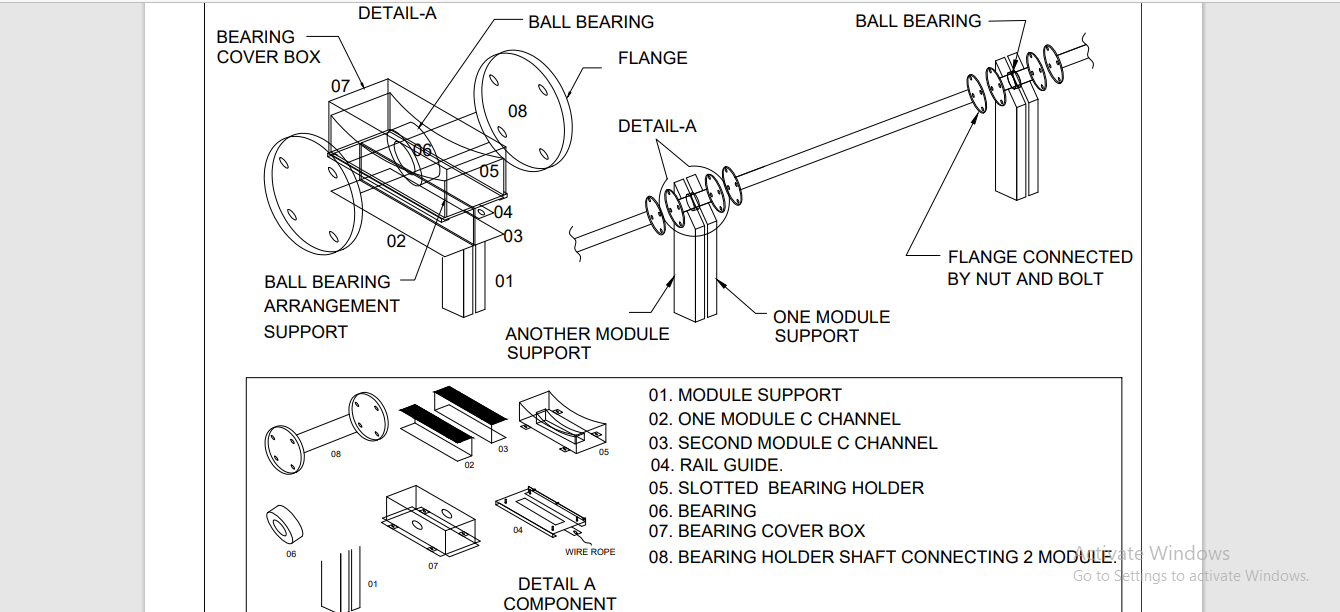 DETAIL-A
BALL BEARING
BEARING
COVER BOX
FLANGE
07
08
06
05
04
03
02
01
BALL BEARING
ARRANGEMENT
SUPPORT
BALL BEARING
DETAIL-A
FLANGE CONNECTED
BY NUT AND BOLT
ANOTHER MODULE
SUPPORT
ONE MODULE
SUPPORT
08
02
03
05
06
07
04
WIRE ROPE
01
DETAIL A
COMPONENT
01. MODULE SUPPORT
02. ONE MODULE C CHANNEL
03. SECOND MODULE C CHANNEL
04. RAIL GUIDE.
05. SLOTTED BEARING HOLDER
06. BEARING
07. BEARING COVER BOX
08. BEARING HOLDER SHAFT CONNECTING 2 MODULE.
Activate Windows
Go to Settings to activate Windows.